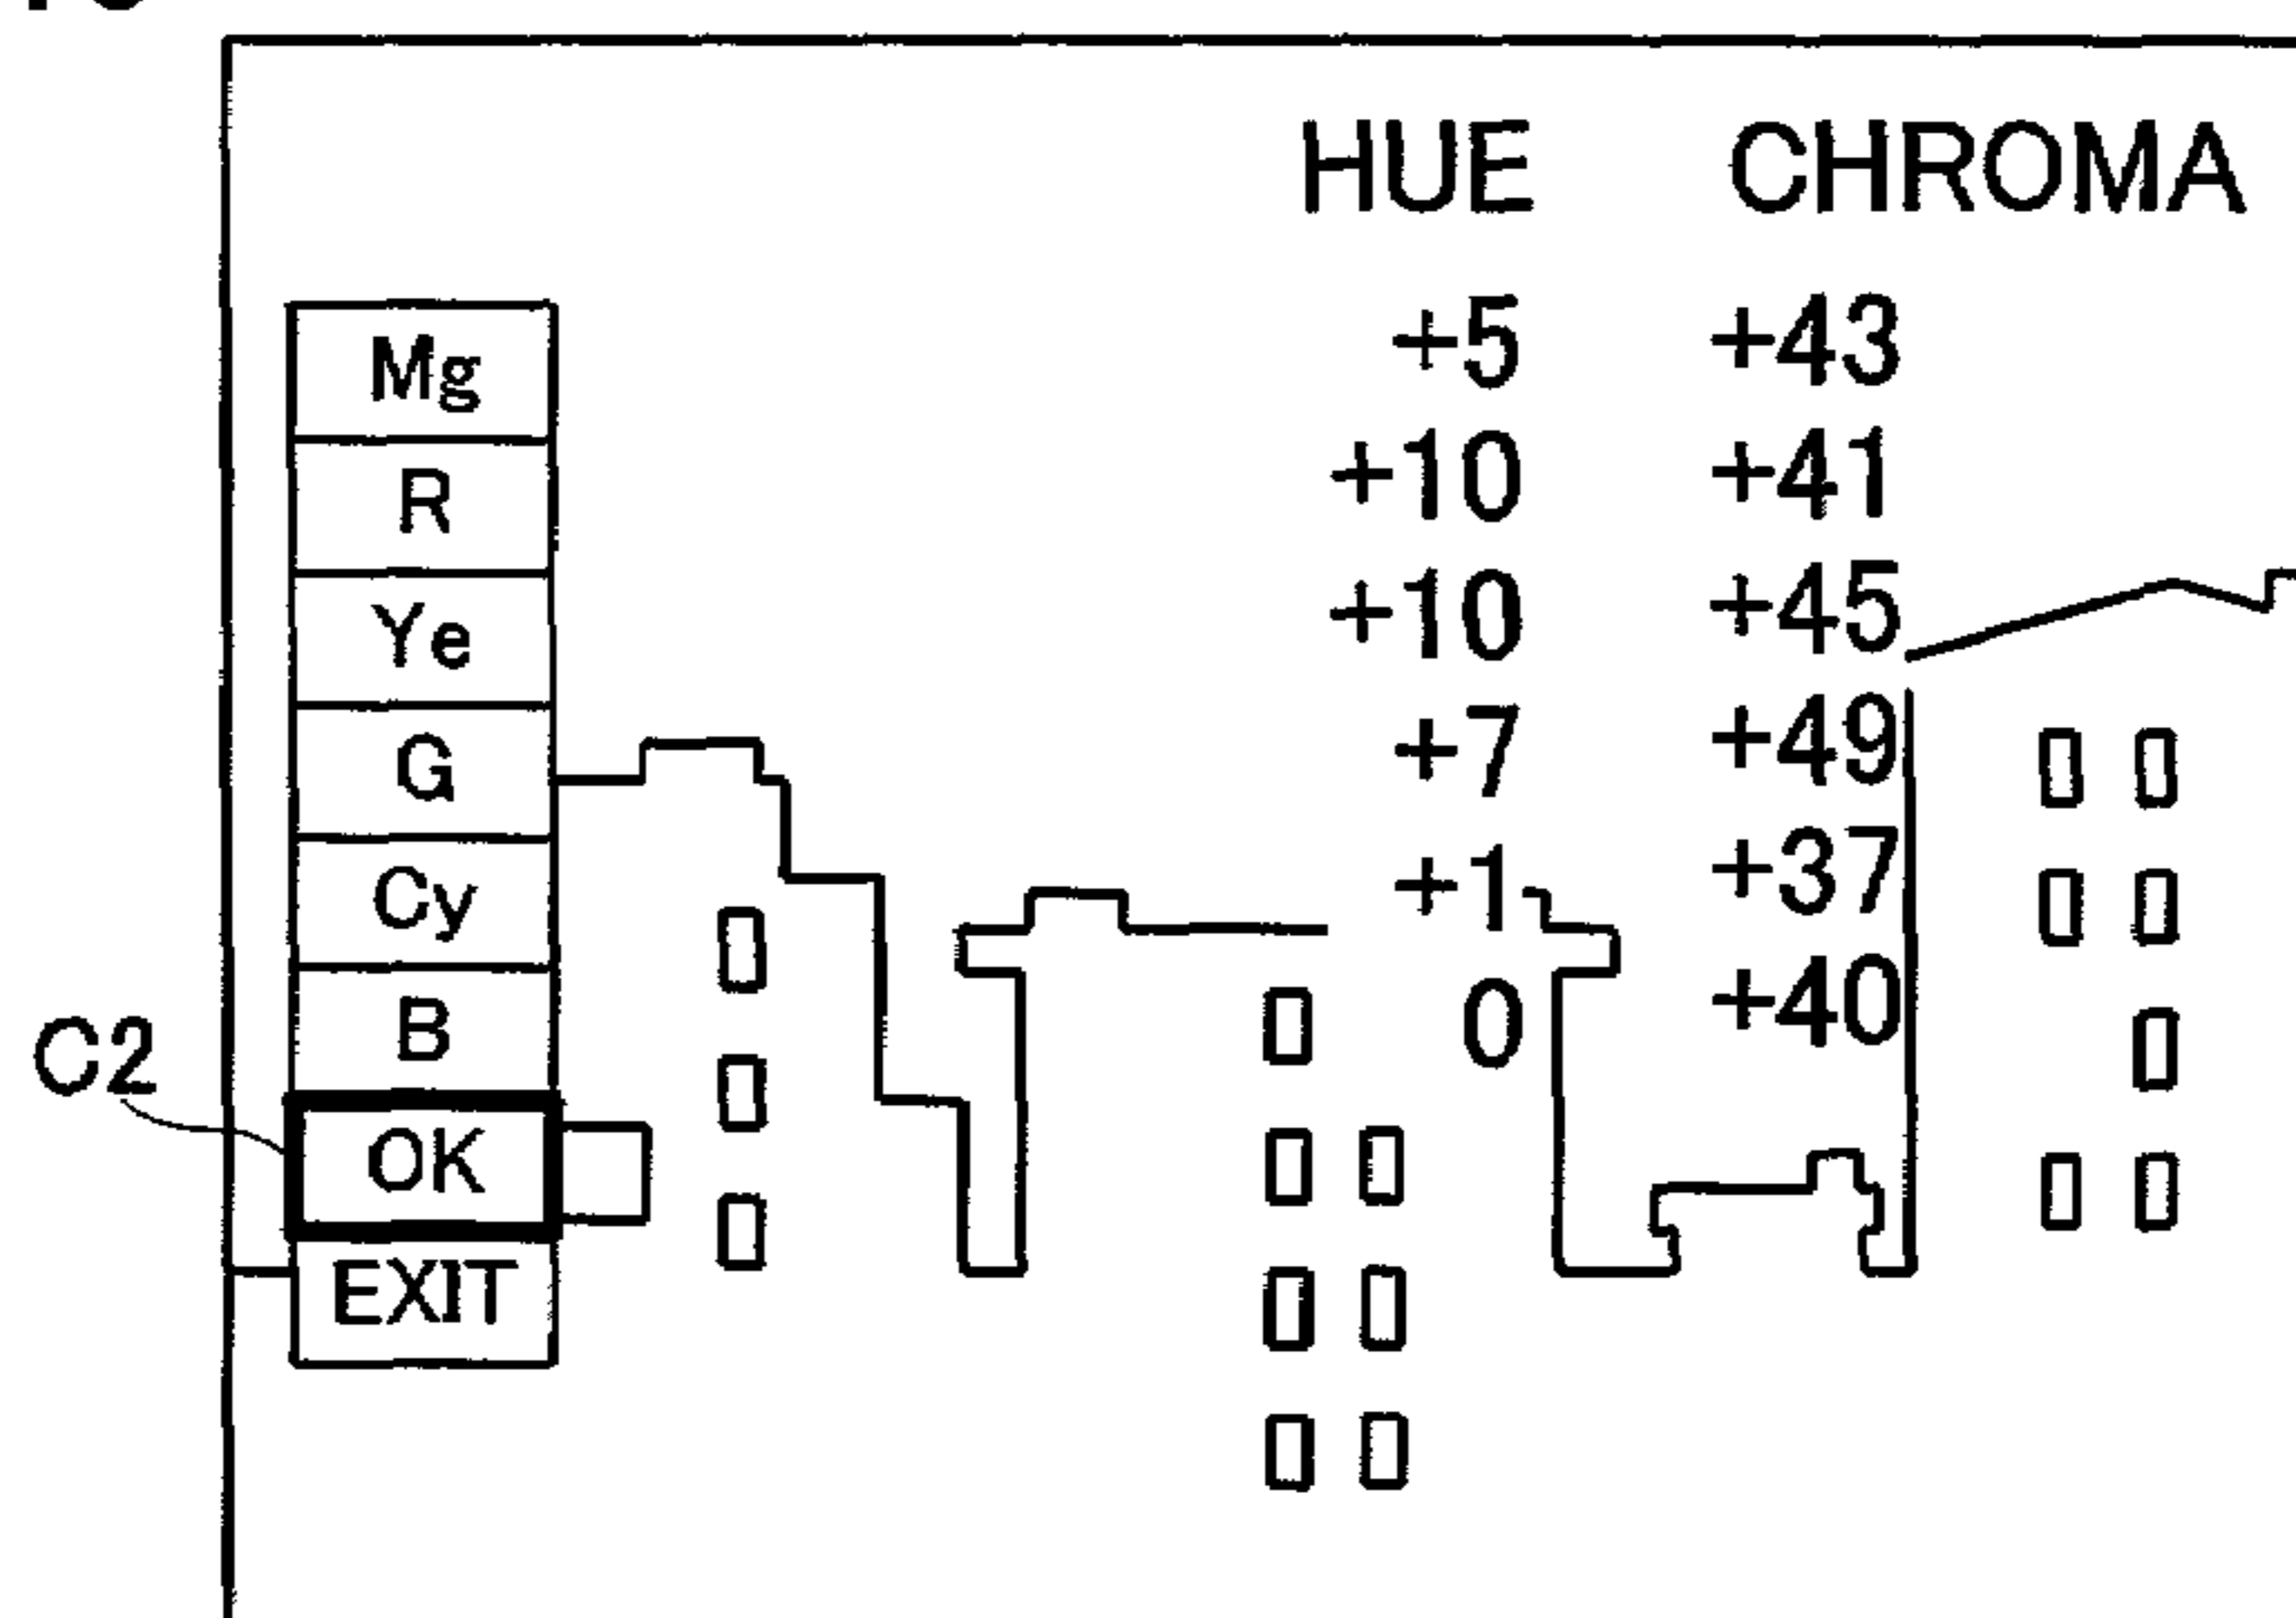 HUE CHROMA
Mg +5 +43
R +10 +41
Ye +10 +45
G +7 +49
Cy +1 +37
B 0 +40
C2
OK
EXIT